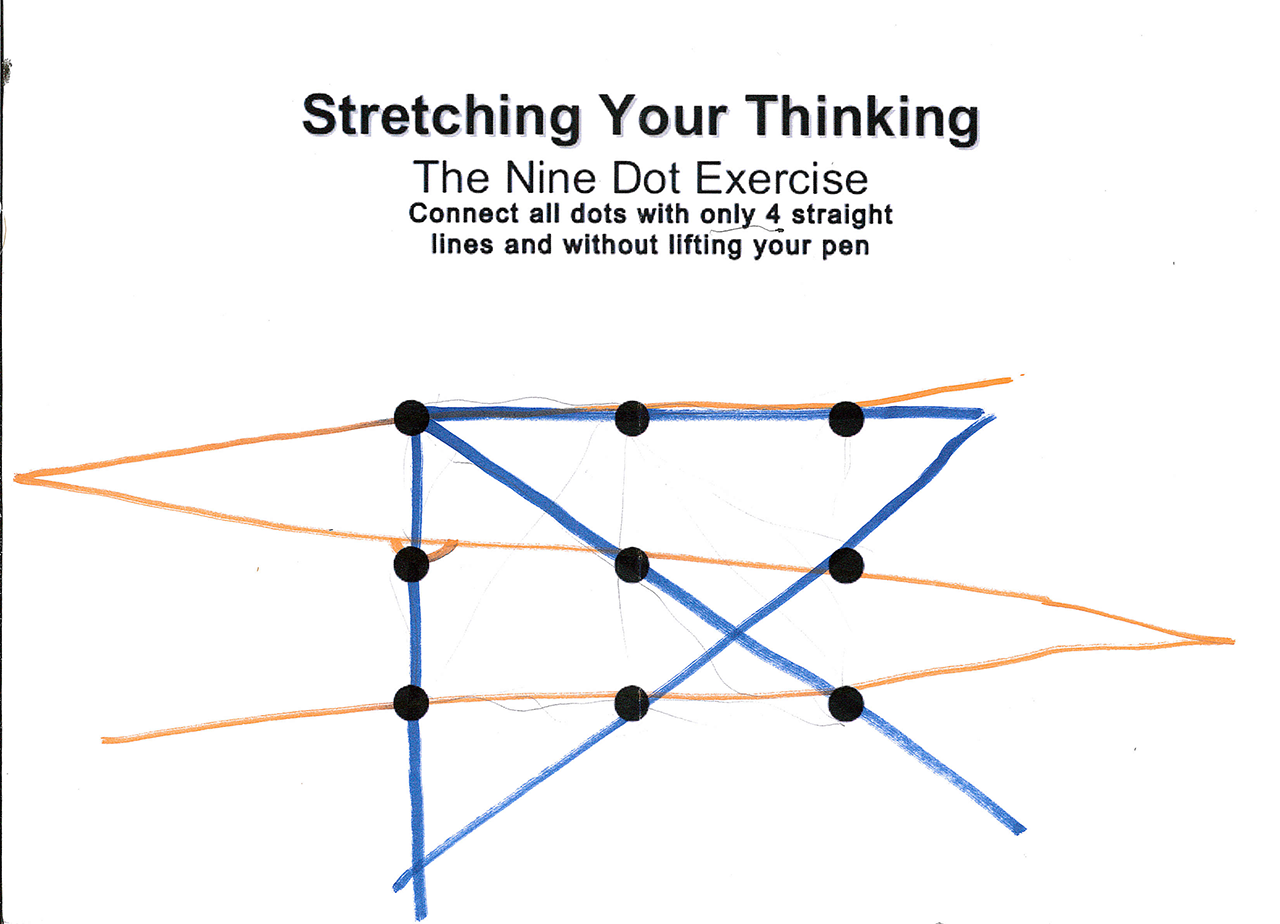 Stretching Your Thinking
The Nine Dot Exercise
Connect all dots with only 4 straight
lines and without lifting your pen